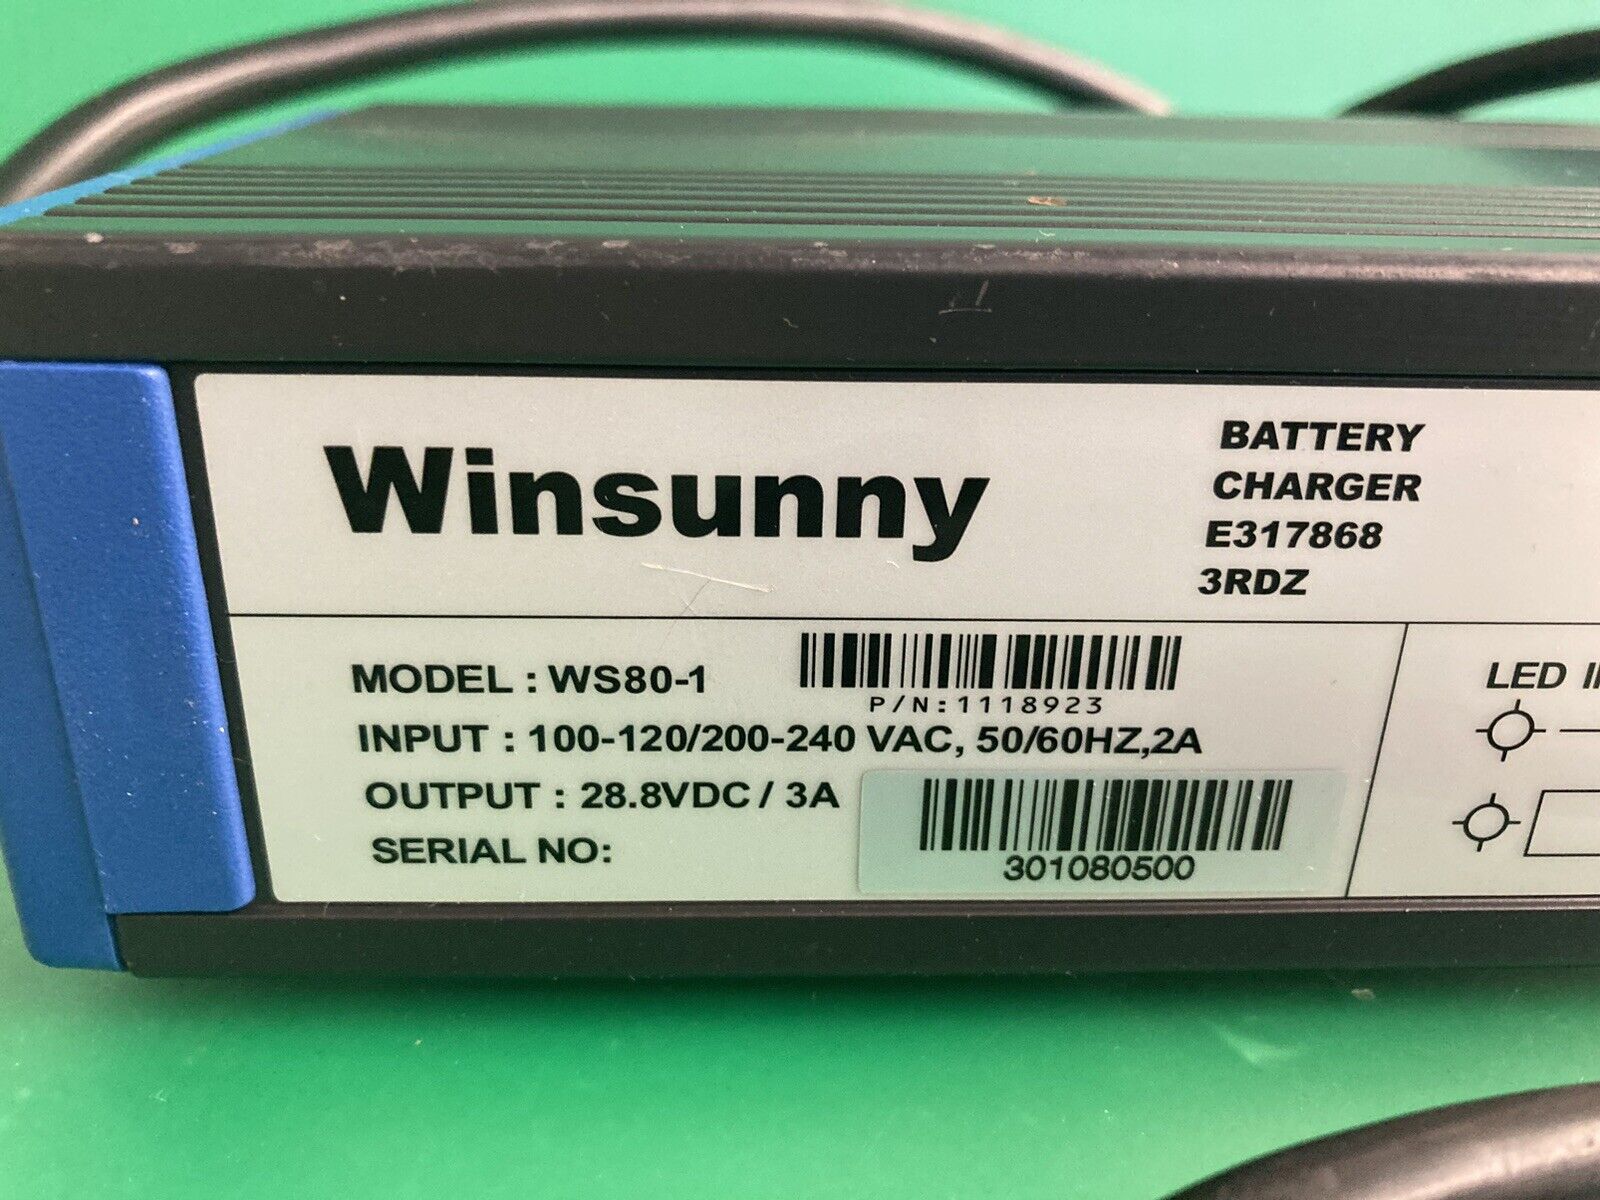 Winsunny
BATTERY
CHARGER
E317868
3RDZ
MODEL : WS80-1
P/N:1118923
INPUT : 100-120/200-240 VAC, 50/60HZ,2A
OUTPUT : 28.8VDC / 3A
SERIAL NO:
301080500
LED